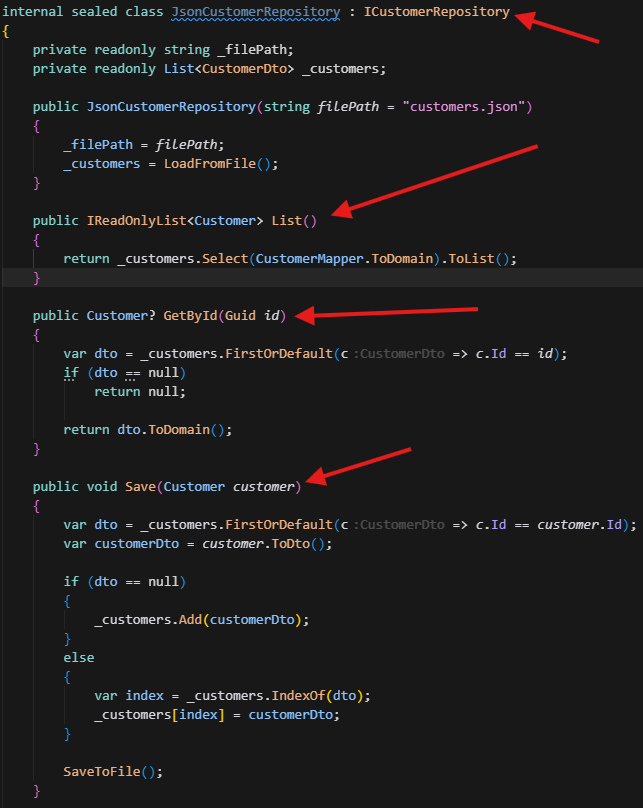 internal sealed class JsonCustomerRepository : ICustomerRepository
{
    private readonly string _filePath;
    private readonly List<CustomerDto> _customers;

    public JsonCustomerRepository(string filePath = "customers.json")
    {
        _filePath = filePath;
        _customers = LoadFromFile();
    }

    public IReadOnlyList<Customer> List()
    {
        return _customers.Select(CustomerMapper.ToDomain).ToList();
    }

    public Customer? GetById(Guid id)
    {
        var dto = _customers.FirstOrDefault(c :CustomerDto => c.Id == id);
        if (dto == null)
            return null;

        return dto.ToDomain();
    }

    public void Save(Customer customer)
    {
        var dto = _customers.FirstOrDefault(c :CustomerDto => c.Id == customer.Id);
        var customerDto = customer.ToDto();

        if (dto == null)
        {
            _customers.Add(customerDto);
        }
        else
        {
            var index = _customers.IndexOf(dto);
            _customers[index] = customerDto;
        }

        SaveToFile();
    }